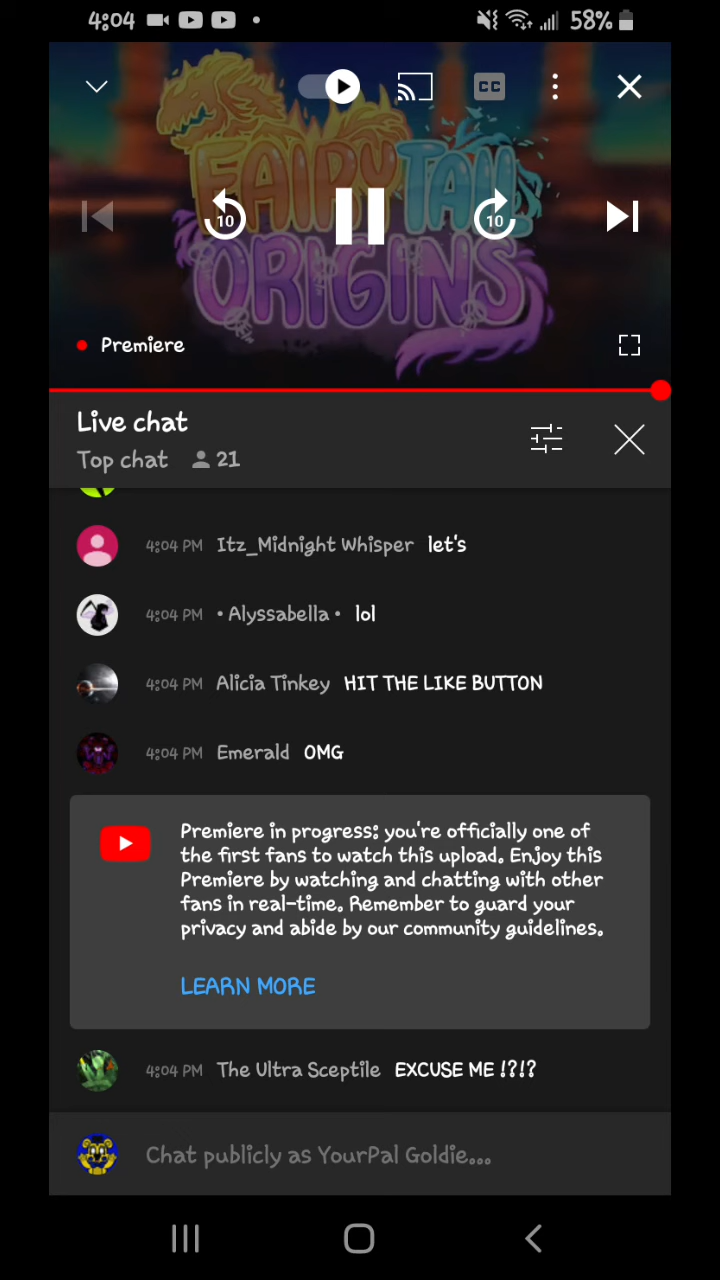 4:04 58%
CC
FAIRY TAIL
ORIGINS
10 10
Premiere
Live chat
Top chat 21
4:04 PM Itz_Midnight Whisper let's
4:04 PM • Alyssabella • lol
4:04 PM Alicia Tinkey HIT THE LIKE BUTTON
4:04 PM Emerald OMG
Premiere in progress: you're officially one of
the first fans to watch this upload. Enjoy this
Premiere by watching and chatting with other
fans in real-time. Remember to guard your
privacy and abide by our community guidelines.
LEARN MORE
4:04 PM The Ultra Sceptile EXCUSE ME !?!?
Chat publicly as YourPal Goldie...